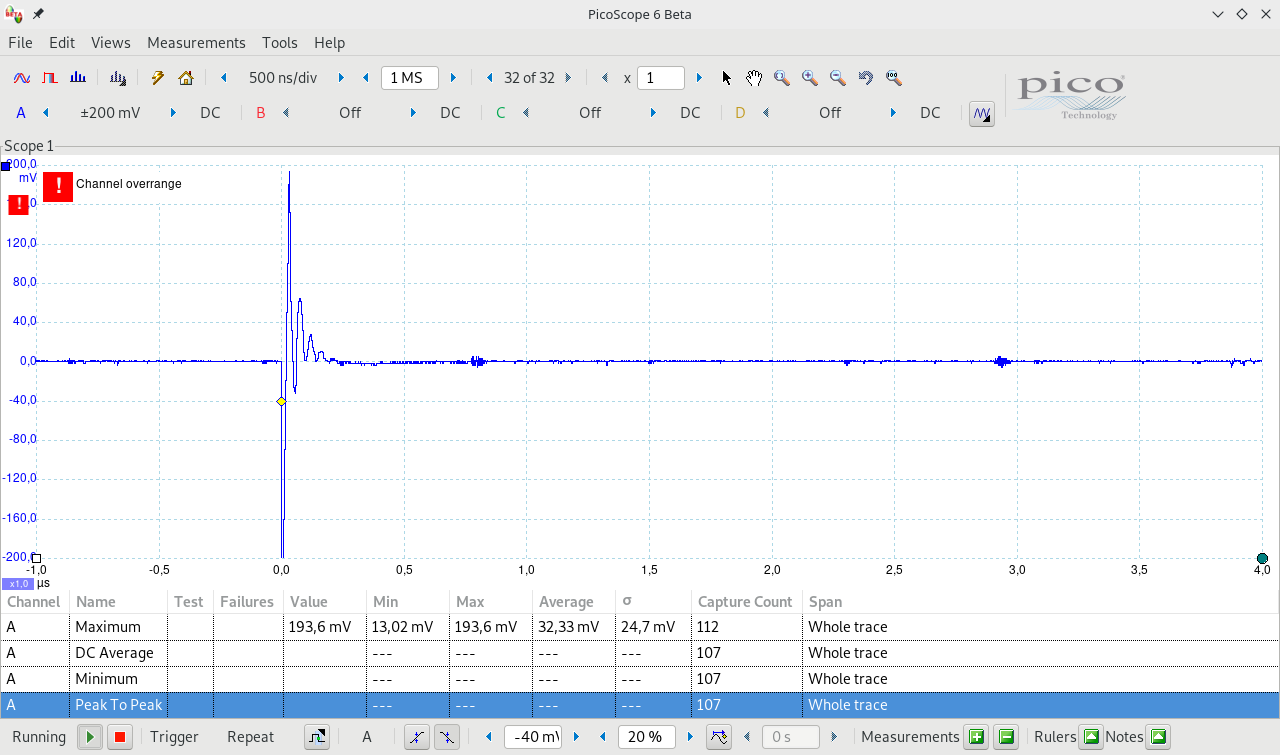 BETA
PicoScope 6 Beta
File Edit Views Measurements Tools Help
500 ns/div 1 MS 32 of 32 x 1
A ±200 mV DC B Off DC C Off DC D Off DC
pico
Technology
Scope 1
200,0
mV
! Channel overrange
!
120,0
80,0
40,0
0,0
-40,0
-80,0
-120,0
-160,0
-200,0
-1,0 -0,5 0,0 0,5 1,0 1,5 2,0 2,5 3,0 3,5 4,0
x1,0 µs
Channel Name Test Failures Value Min Max Average σ Capture Count Span
A Maximum 193,6 mV 13,02 mV 193,6 mV 32,33 mV 24,7 mV 112 Whole trace
A DC Average --- --- --- --- 107 Whole trace
A Minimum --- --- --- --- 107 Whole trace
A Peak To Peak --- --- --- --- 107 Whole trace
Running Trigger Repeat A -40 mV 20 % 0 s Measurements Rulers Notes